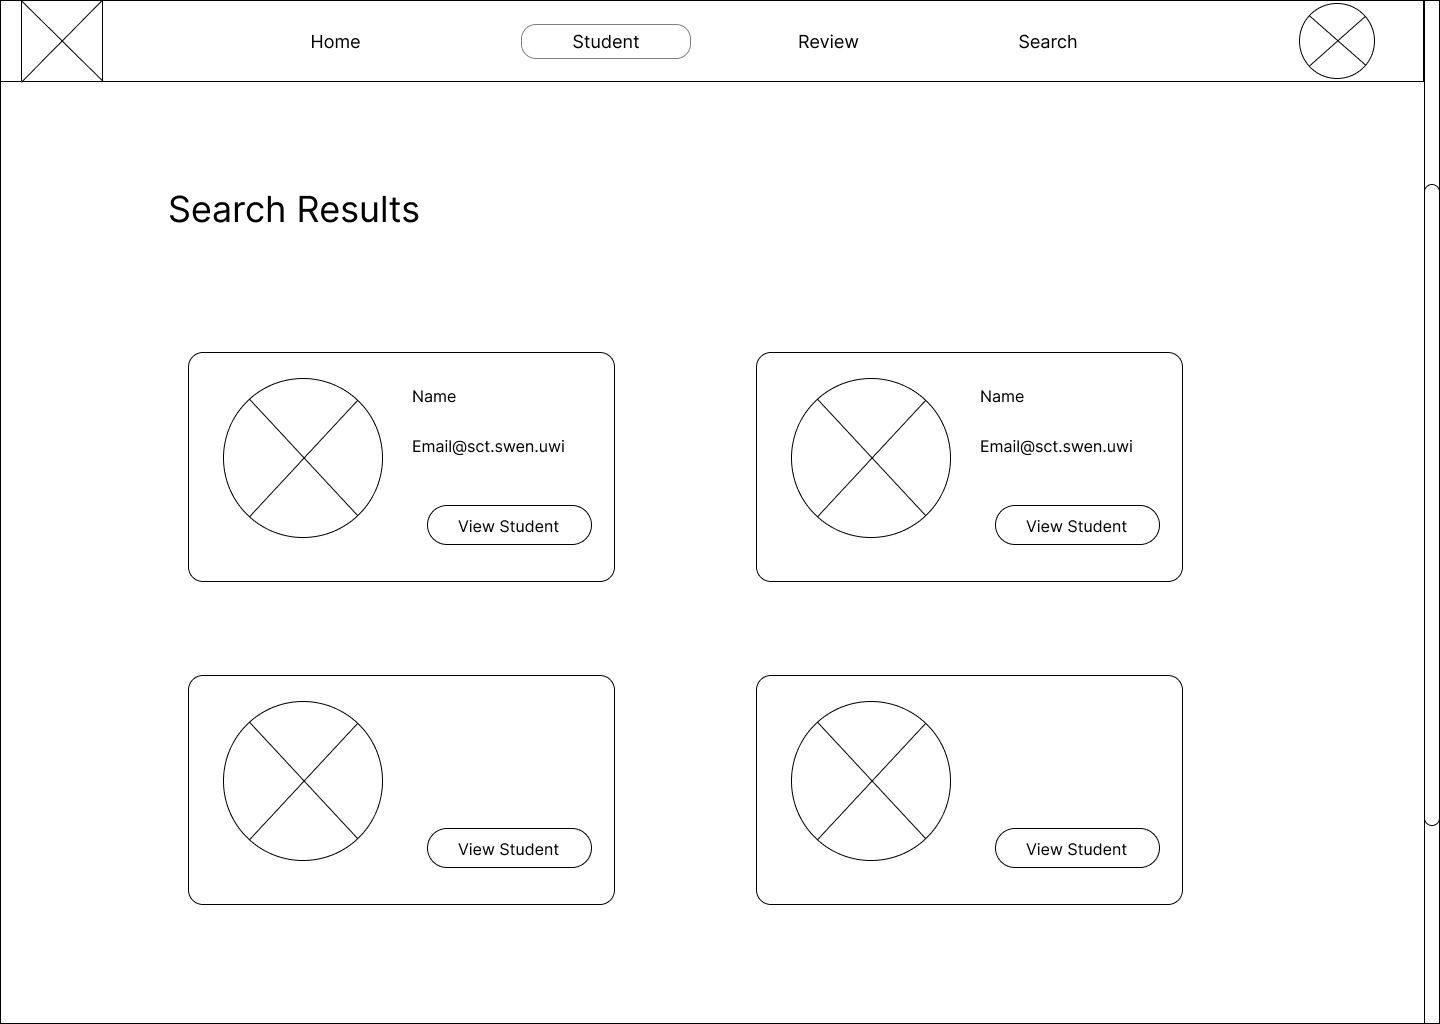 Home
Student
Review
Search
Search Results
Name
Email@sct.swen.uwi
View Student
Name
Email@sct.swen.uwi
View Student
View Student
View Student